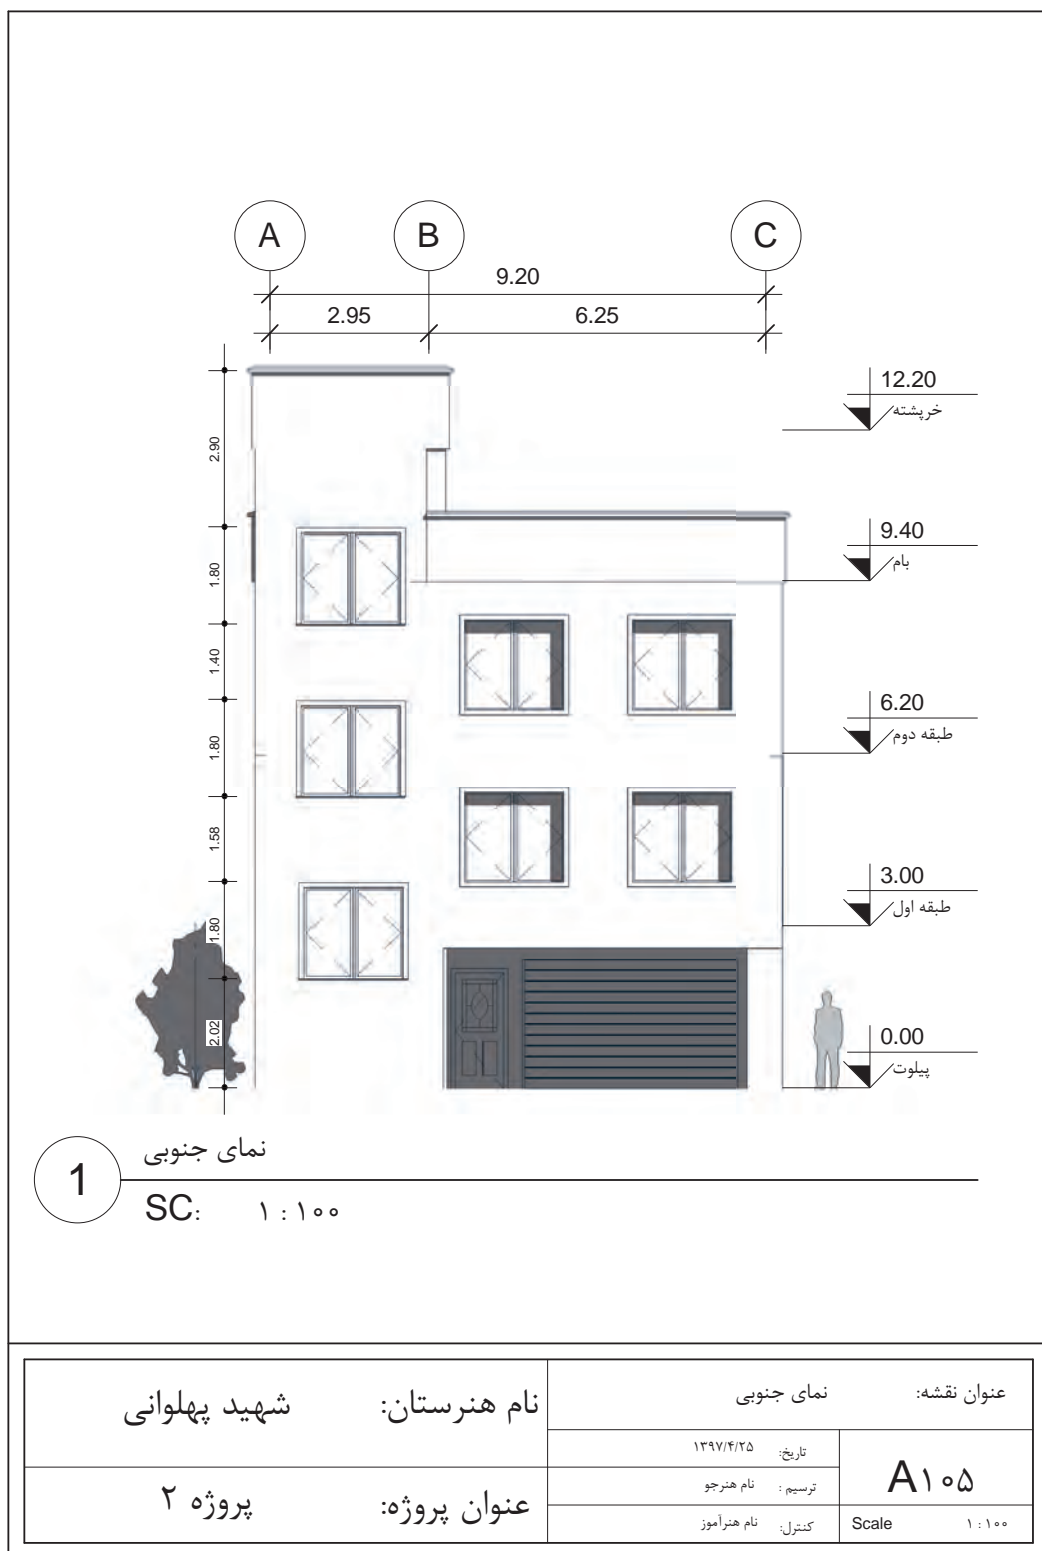 A B C
9.20
2.95 6.25
12.20
خرپشته
2.90
9.40
بام
1.80
1.40
6.20
طبقه دوم
1.80
1.58
3.00
طبقه اول
1.80
2.02
0.00
پیلوت
1
نمای جنوبی
SC: ۱ : ۱۰۰
نام هنرستان: شهید پهلوانی
عنوان پروژه: پروژه ۲
عنوان نقشه: نمای جنوبی
تاریخ: ۱۳۹۷/۴/۲۵
ترسیم : نام هنرجو
کنترل: نام هنرآموز
A۱۰۵
Scale ۱ : ۱۰۰